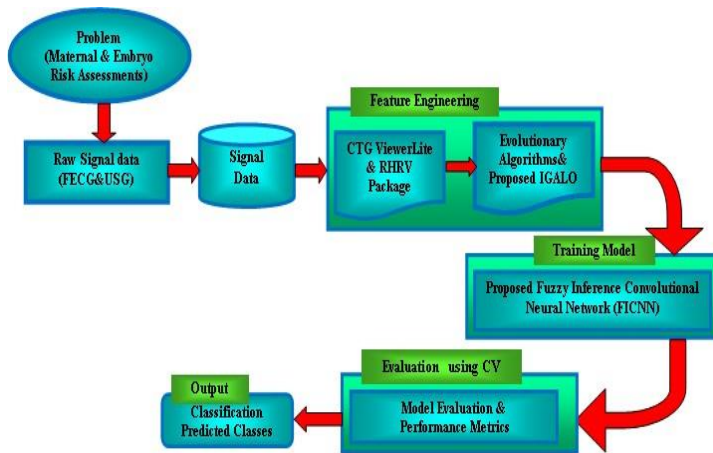 Problem
(Maternal & Embryo
Risk Assessments)
Raw Signal data
(FECG&USG)
Signal
Data
Feature Engineering
CTG ViewerLite
& RHRV
Package
Evolutionary
Algorithms&
Proposed IGALO
Training Model
Proposed Fuzzy Inference Convolutional
Neural Network (FICNN)
Evaluation using CV
Model Evaluation &
Performance Metrics
Output
Classification
Predicted Classes